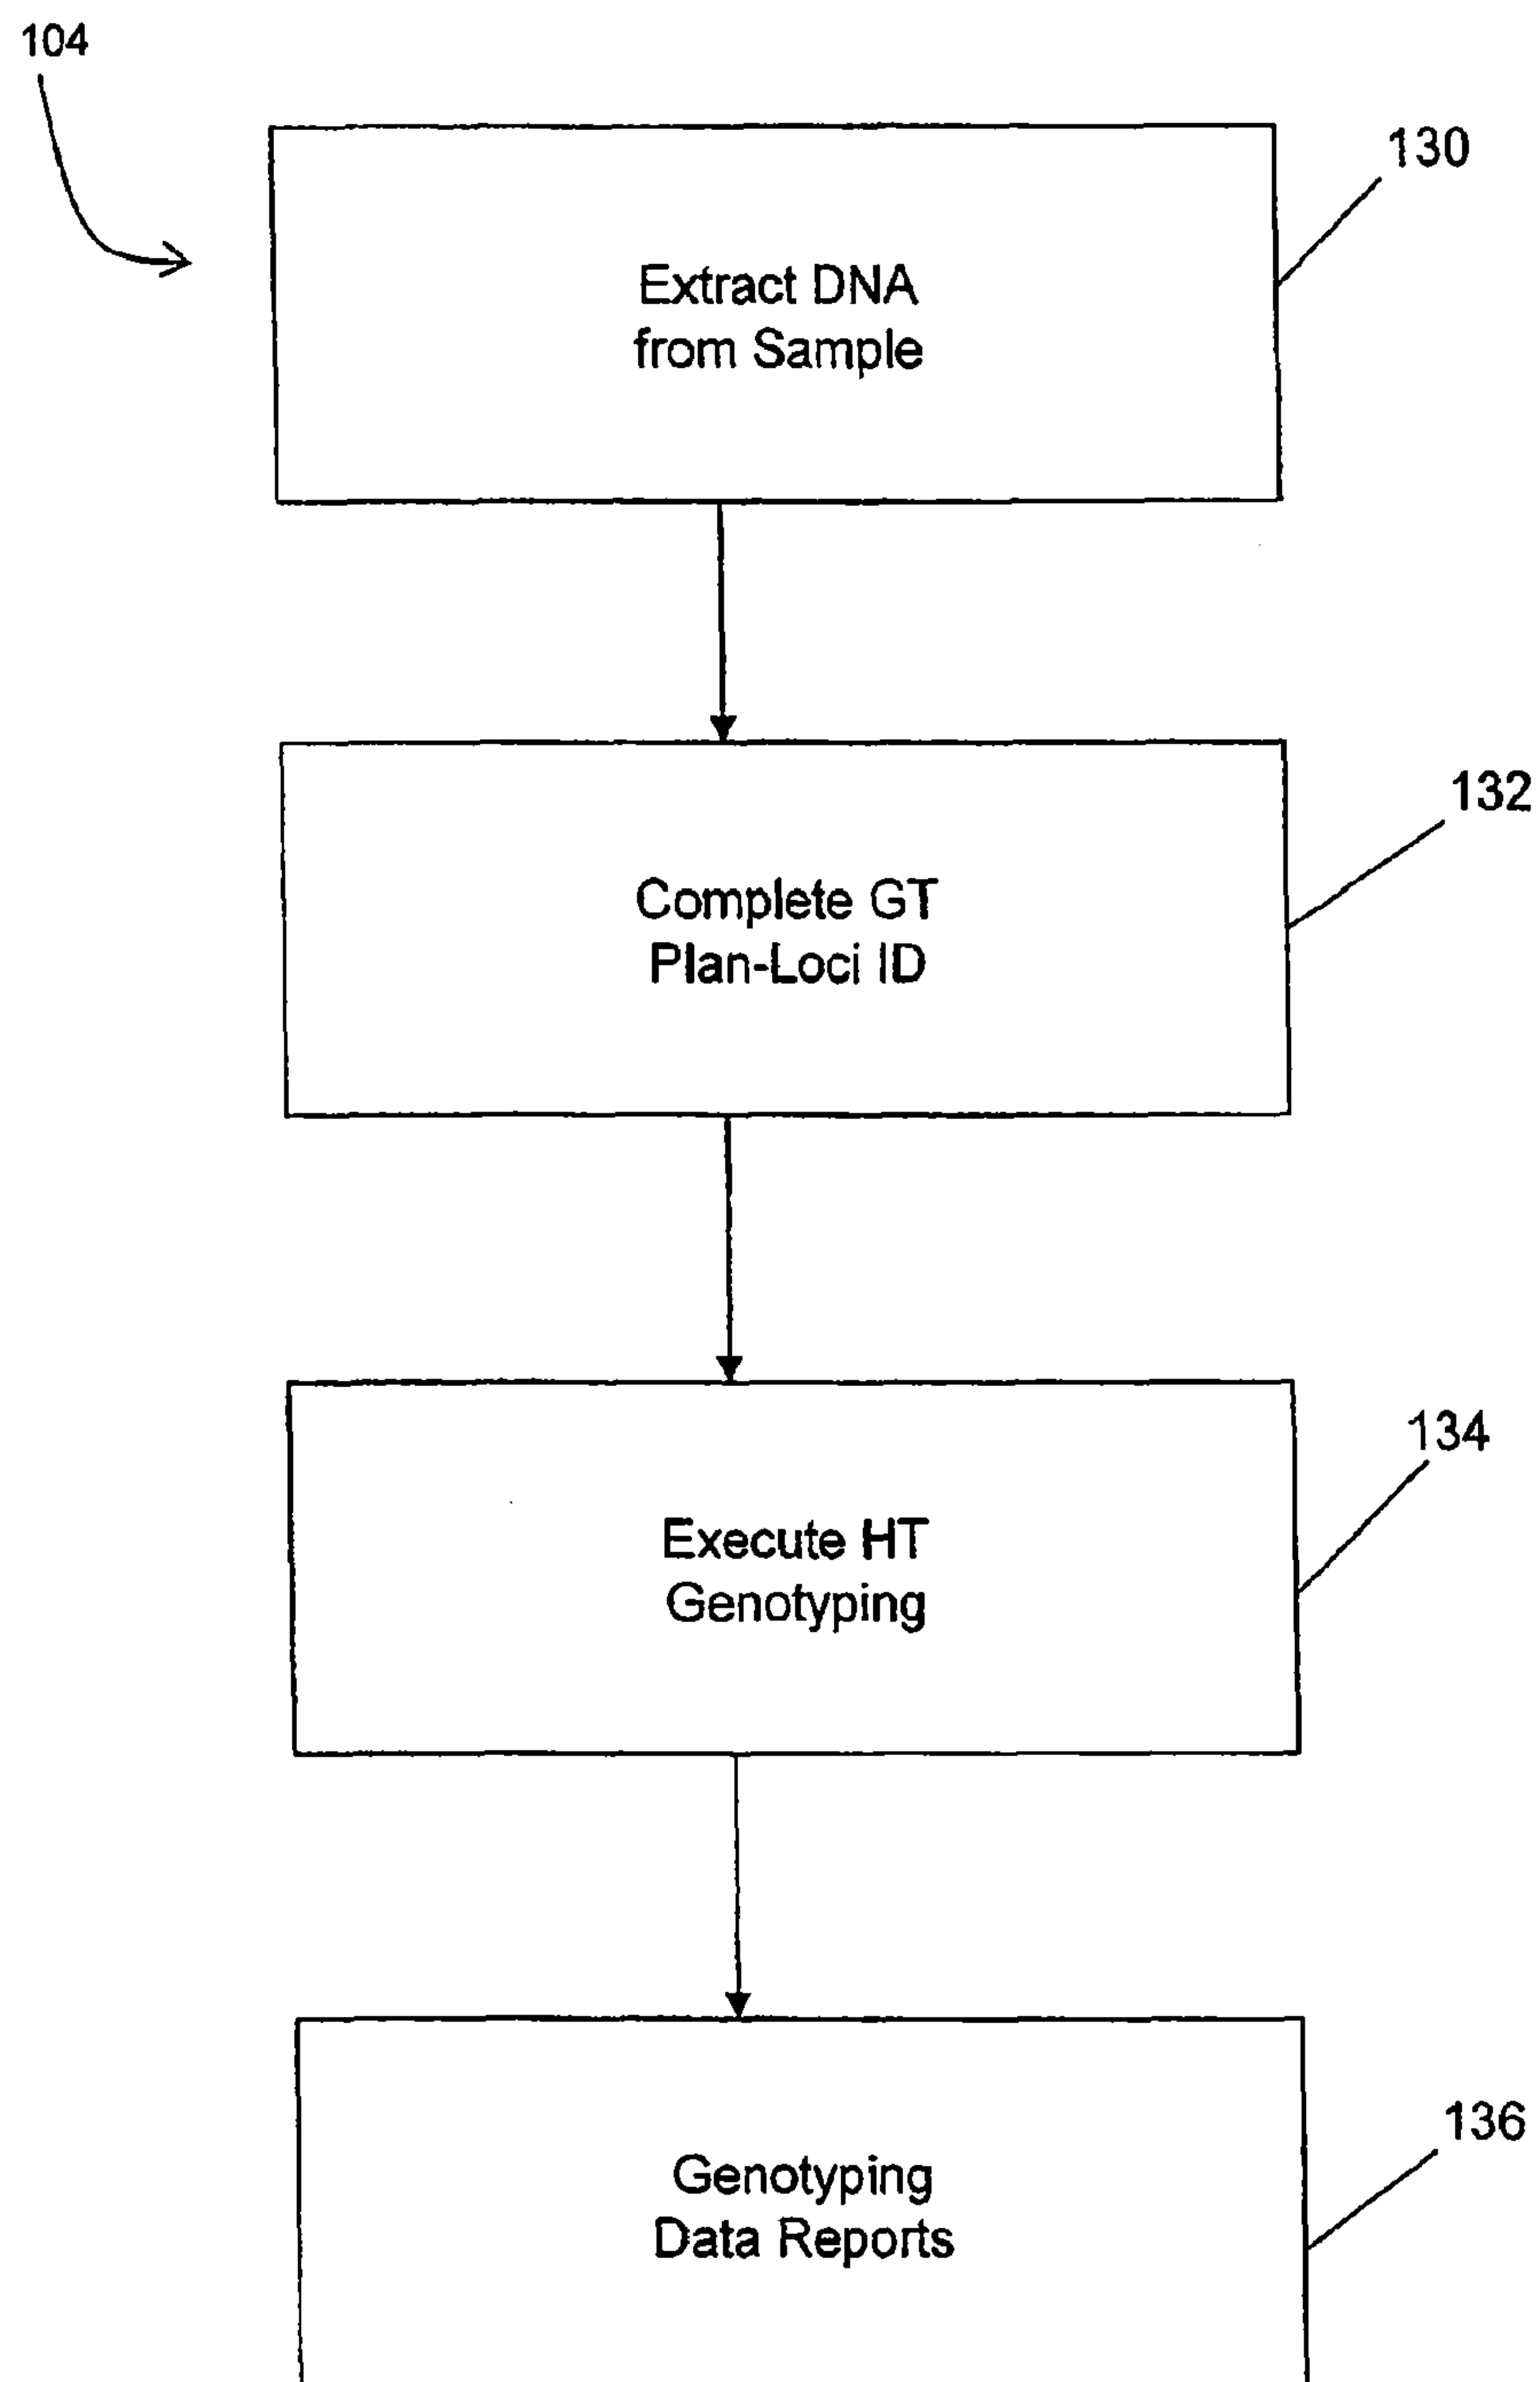 104
130
Extract DNA
from Sample
132
Complete GT
Plan-Loci ID
134
Execute HT
Genotyping
136
Genotyping
Data Reports